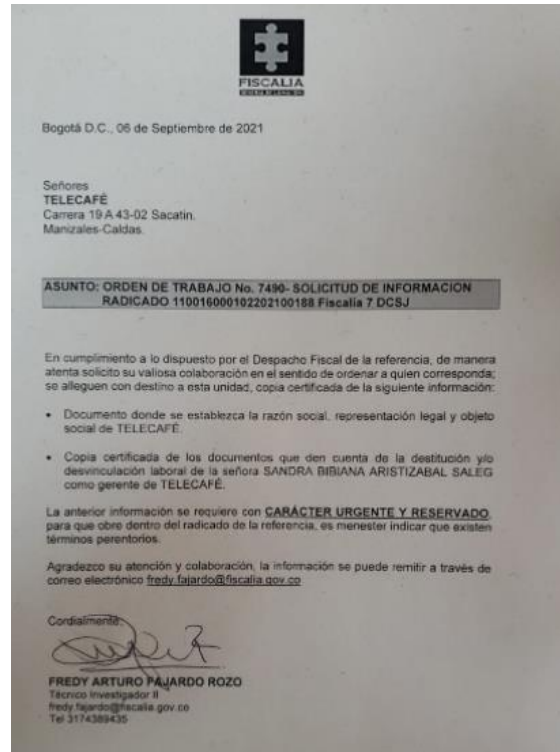 FISCALIA
Bogotá D.C., 06 de Septiembre de 2021
Señores
TELECAFÉ
Carrera 19 A 43-02 Sacatin.
Manizales-Caldas.
ASUNTO: ORDEN DE TRABAJO No. 7490- SOLICITUD DE INFORMACION
RADICADO 110016000102202100188 Fiscalia 7 DCSJ
En cumplimiento a lo dispuesto por el Despacho Fiscal de la referencia, de manera
atenta solicito su valiosa colaboración en el sentido de ordenar a quien corresponda;
se alleguen con destino a esta unidad, copia certificada de la siguiente información:
• Documento donde se establezca la razón social, representación legal y objeto
social de TELECAFÉ.
• Copia certificada de los documentos que den cuenta de la destitución y/o
desvinculación laboral de la señora SANDRA BIBIANA ARISTIZABAL SALEG
como gerente de TELECAFÉ.
La anterior información se requiere con CARÁCTER URGENTE Y RESERVADO,
para que obre dentro del radicado de la referencia, es menester indicar que existen
términos perentorios.
Agradezco su atención y colaboración, la información se puede remitir a través de
correo electrónico fredy.fajardo@fiscalia.gov.co
Cordialmente,
FREDY ARTURO FAJARDO ROZO
Técnico Investigador II
fredy.fajardo@fiscalia.gov.co
Tel 3174389435